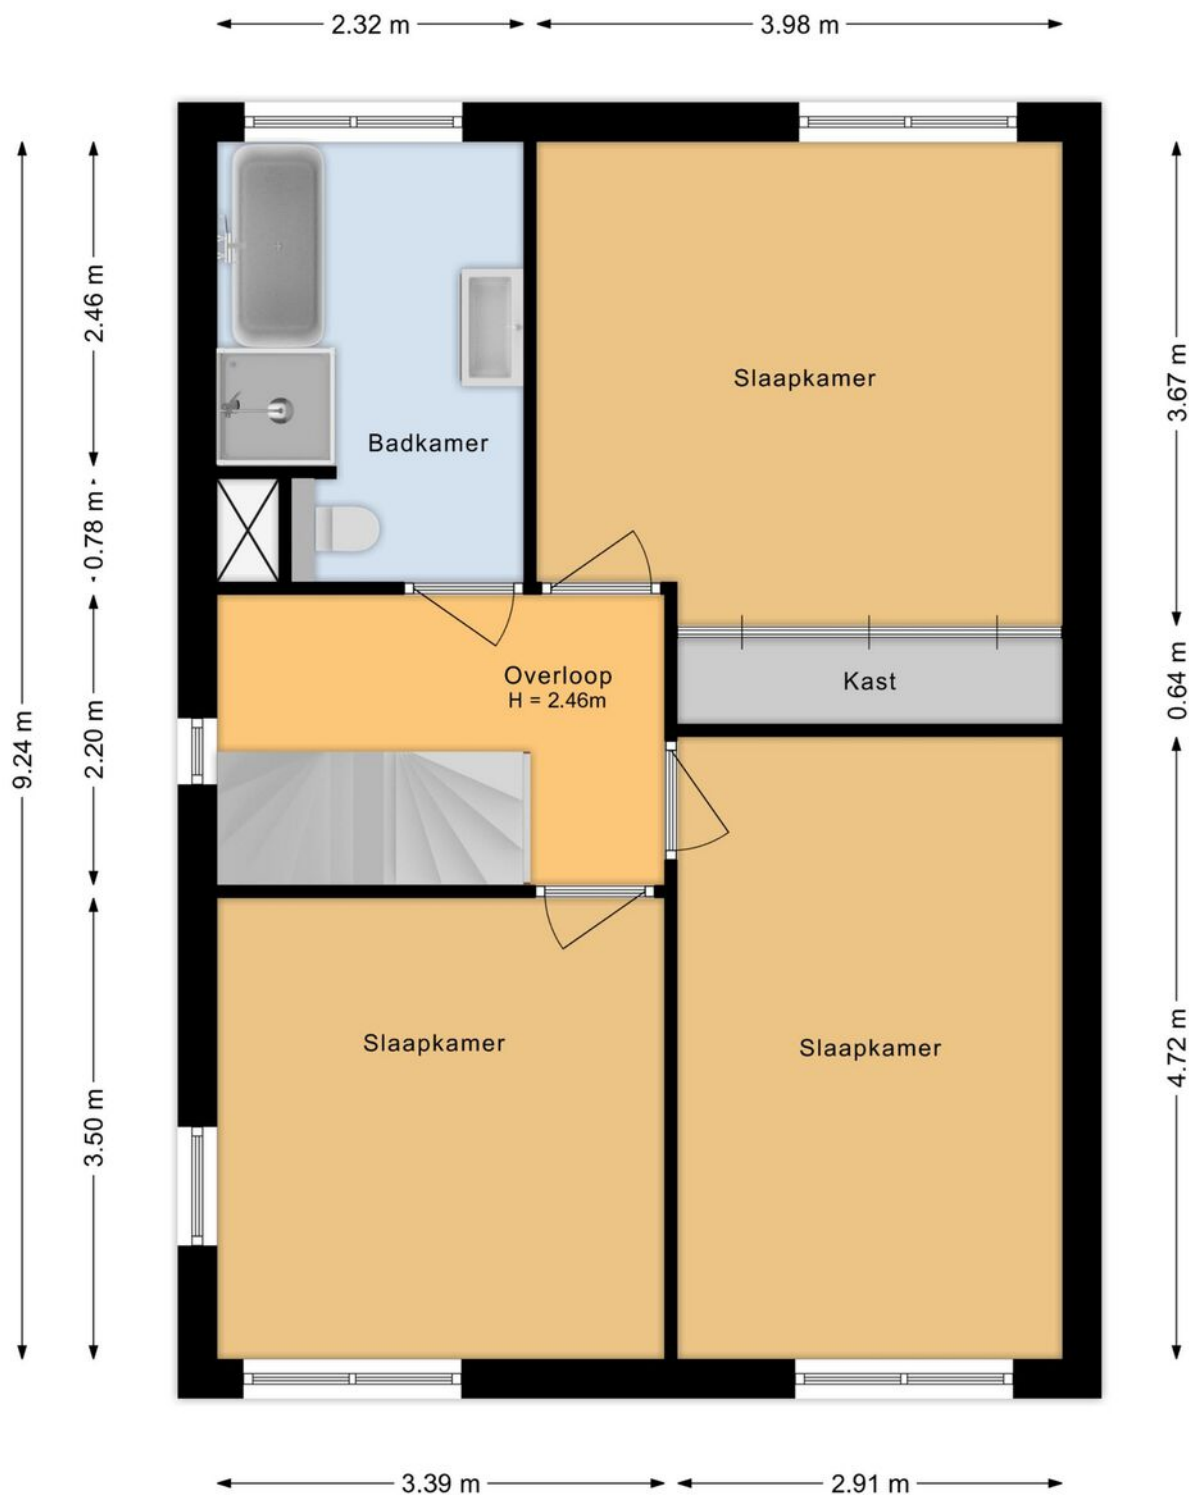 2.32 m
3.98 m
2.46 m
3.67 m
Slaapkamer
Badkamer
0.78 m
Overloop
H = 2.46m
Kast
0.64 m
2.20 m
9.24 m
Slaapkamer
Slaapkamer
4.72 m
3.50 m
3.39 m
2.91 m